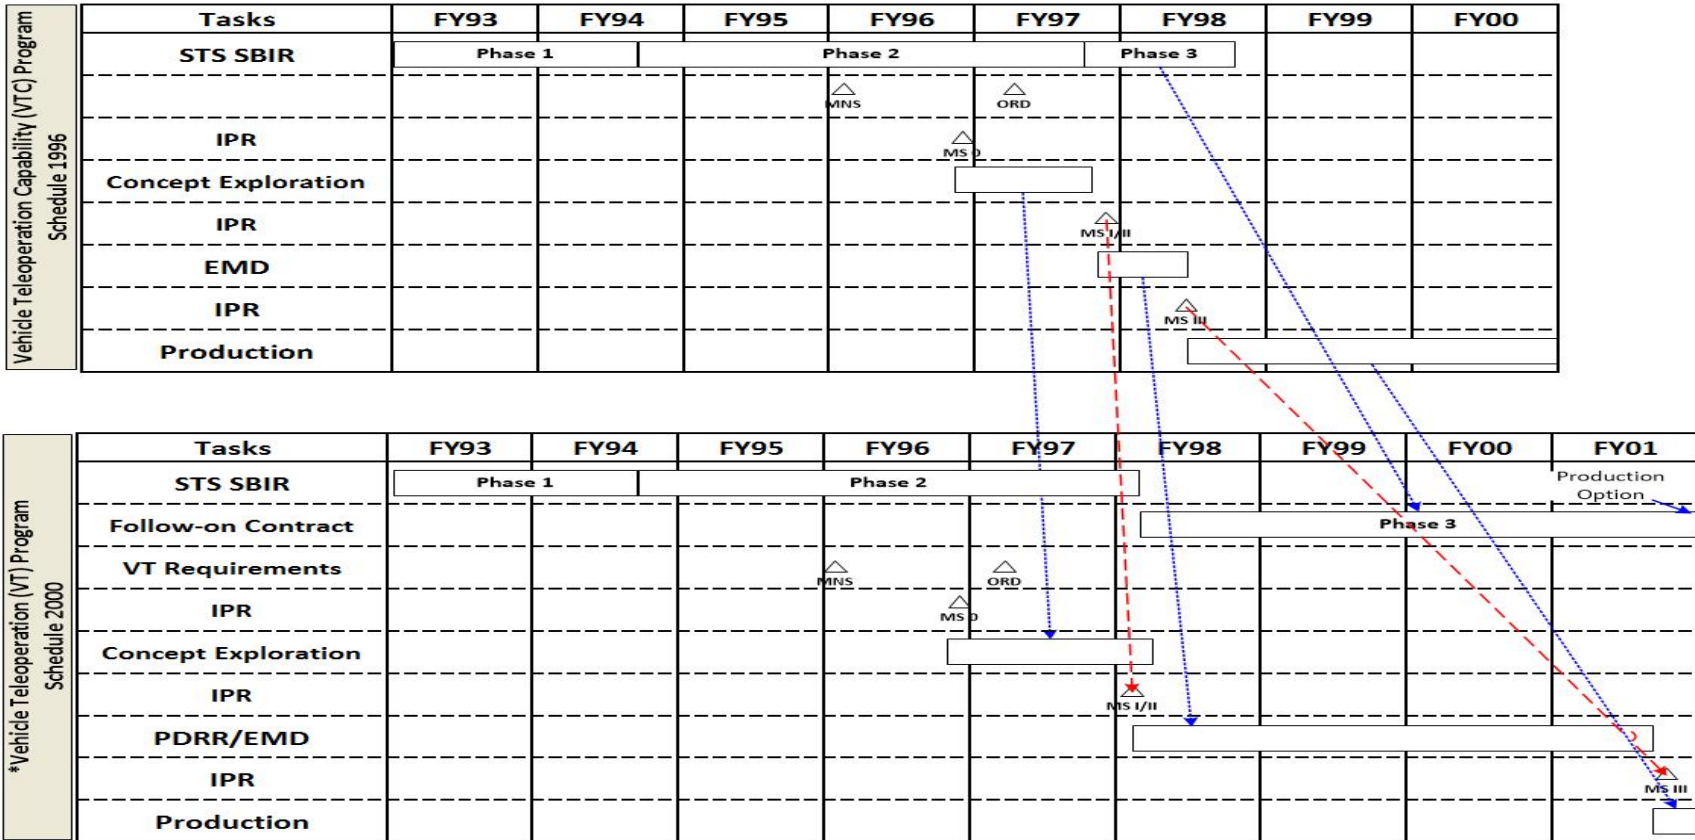 Vehicle Teleoperation Capability (VTC) Program
Schedule 1996
Tasks FY93 FY94 FY95 FY96 FY97 FY98 FY99 FY00
STS SBIR Phase 1 Phase 2 Phase 3
MNS ORD
IPR MS 0
Concept Exploration
IPR MS I/II
EMD
IPR MS III
Production
*Vehicle Teleoperation (VT) Program
Schedule 2000
Tasks FY93 FY94 FY95 FY96 FY97 FY98 FY99 FY00 FY01
STS SBIR Phase 1 Phase 2 Production
Option
Follow-on Contract Phase 3
VT Requirements MNS ORD
IPR MS 0
Concept Exploration
IPR MS I/II
PDRR/EMD
IPR MS III
Production